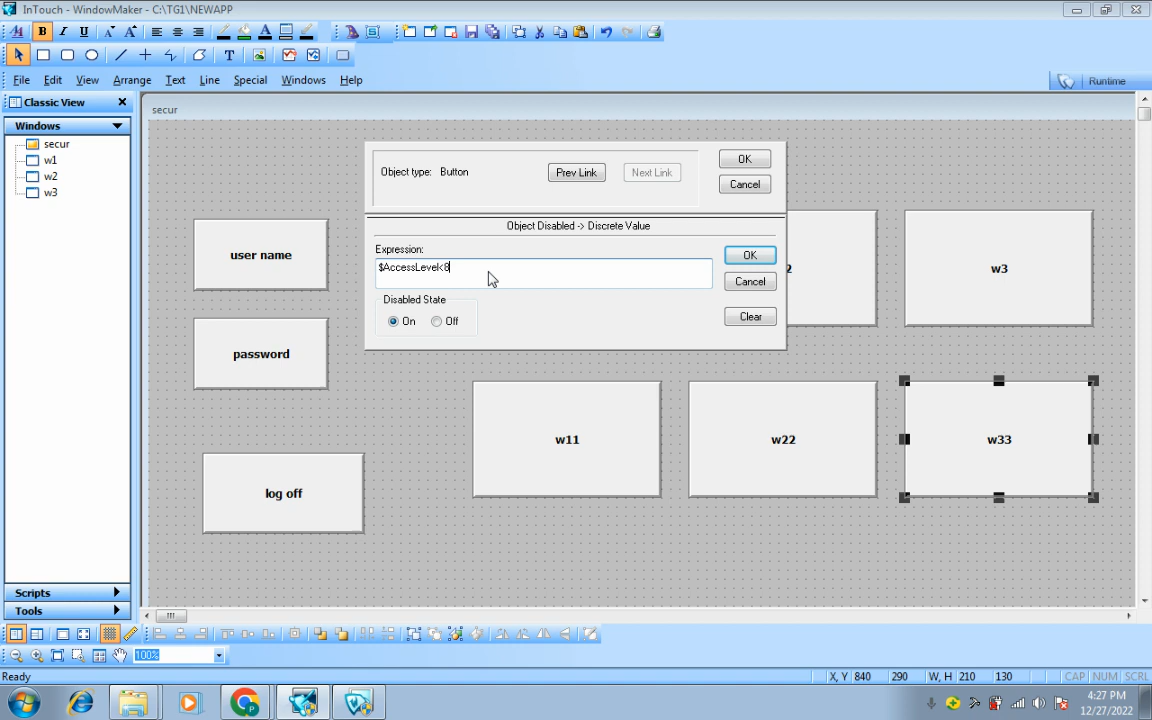 InTouch - WindowMaker - C:\TG1\NEWAPP
File Edit View Arrange Text Line Special Windows Help
Runtime
Classic View
Windows
secur
w1
w2
w3
Scripts
Tools
secur
user name
password
log off
w3
w11
w22
w33
Object type: Button
Prev Link
Next Link
OK
Cancel
Object Disabled -> Discrete Value
Expression:
$AccessLevel<8
Disabled State
On
Off
OK
Cancel
Clear
100%
Ready
X, Y 840 290 W, H 210 130 CAP NUM SCRL
4:27 PM
12/27/2022